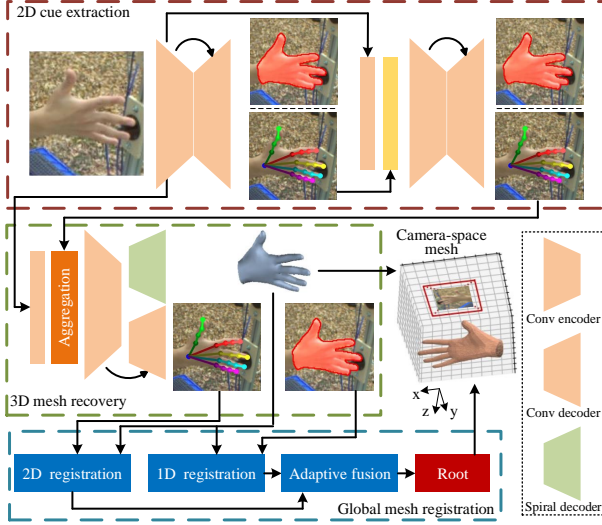 2D cue extraction
Camera-space
mesh
Aggregation
Conv encoder
3D mesh recovery
x
z
y
Conv decoder
2D registration
1D registration
Adaptive fusion
Root
Global mesh registration
Spiral decoder